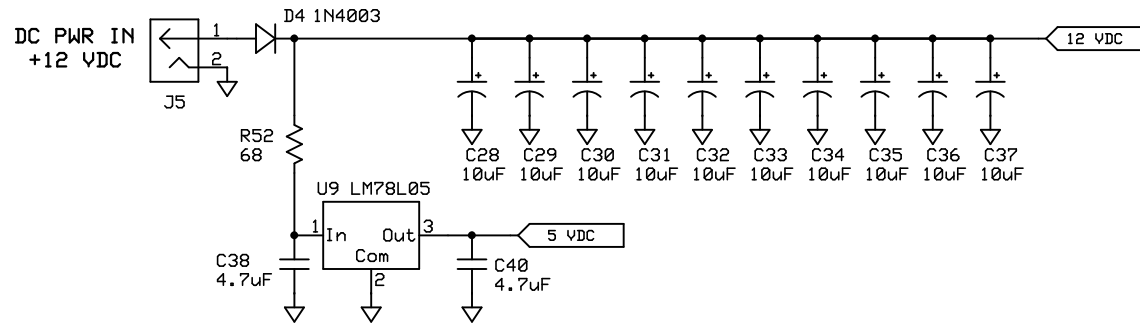 D4 1N4003
DC PWR IN
+12 VDC
1
2
J5
12 VDC
+ + + + + + + + + +
R52
68
C28 C29 C30 C31 C32 C33 C34 C35 C36 C37
10uF 10uF 10uF 10uF 10uF 10uF 10uF 10uF 10uF 10uF
U9 LM78L05
1 In Out 3
Com
2
5 VDC
C38
4.7uF
C40
4.7uF